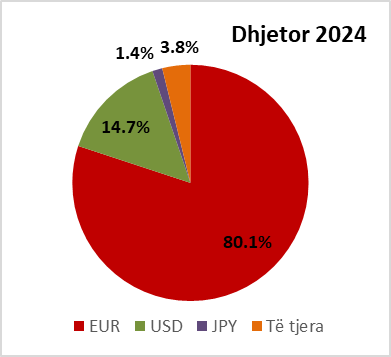 Dhjetor 2024
1.4% 3.8%
14.7%
80.1%
EUR USD JPY Të tjera